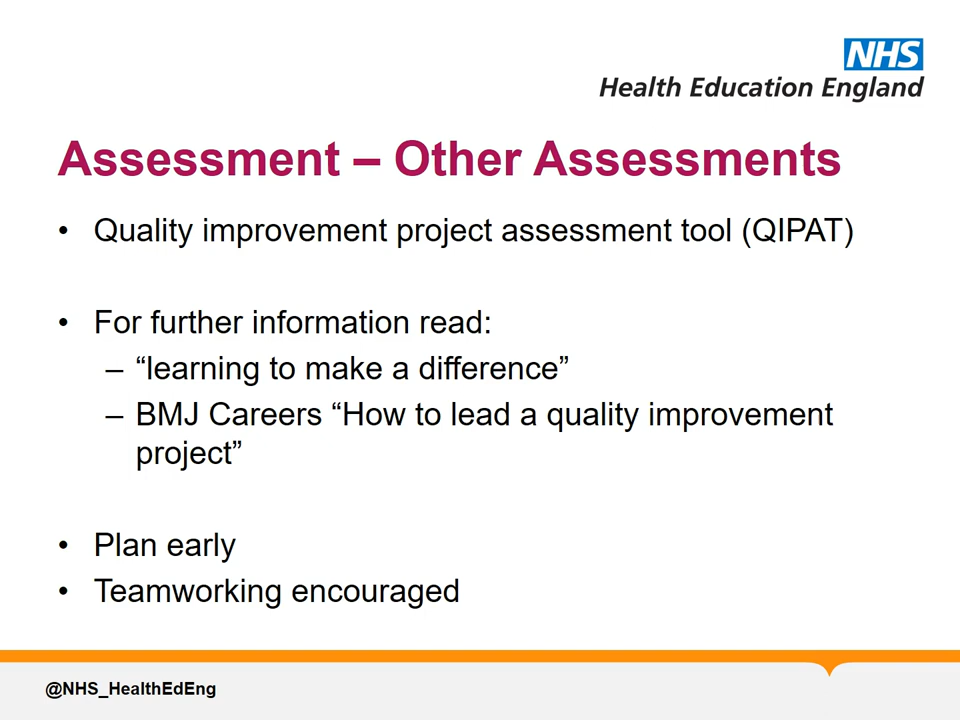 NHS
Health Education England
Assessment – Other Assessments
• Quality improvement project assessment tool (QIPAT)
• For further information read:
– “learning to make a difference”
– BMJ Careers “How to lead a quality improvement
project”
• Plan early
• Teamworking encouraged
@NHS_HealthEdEng